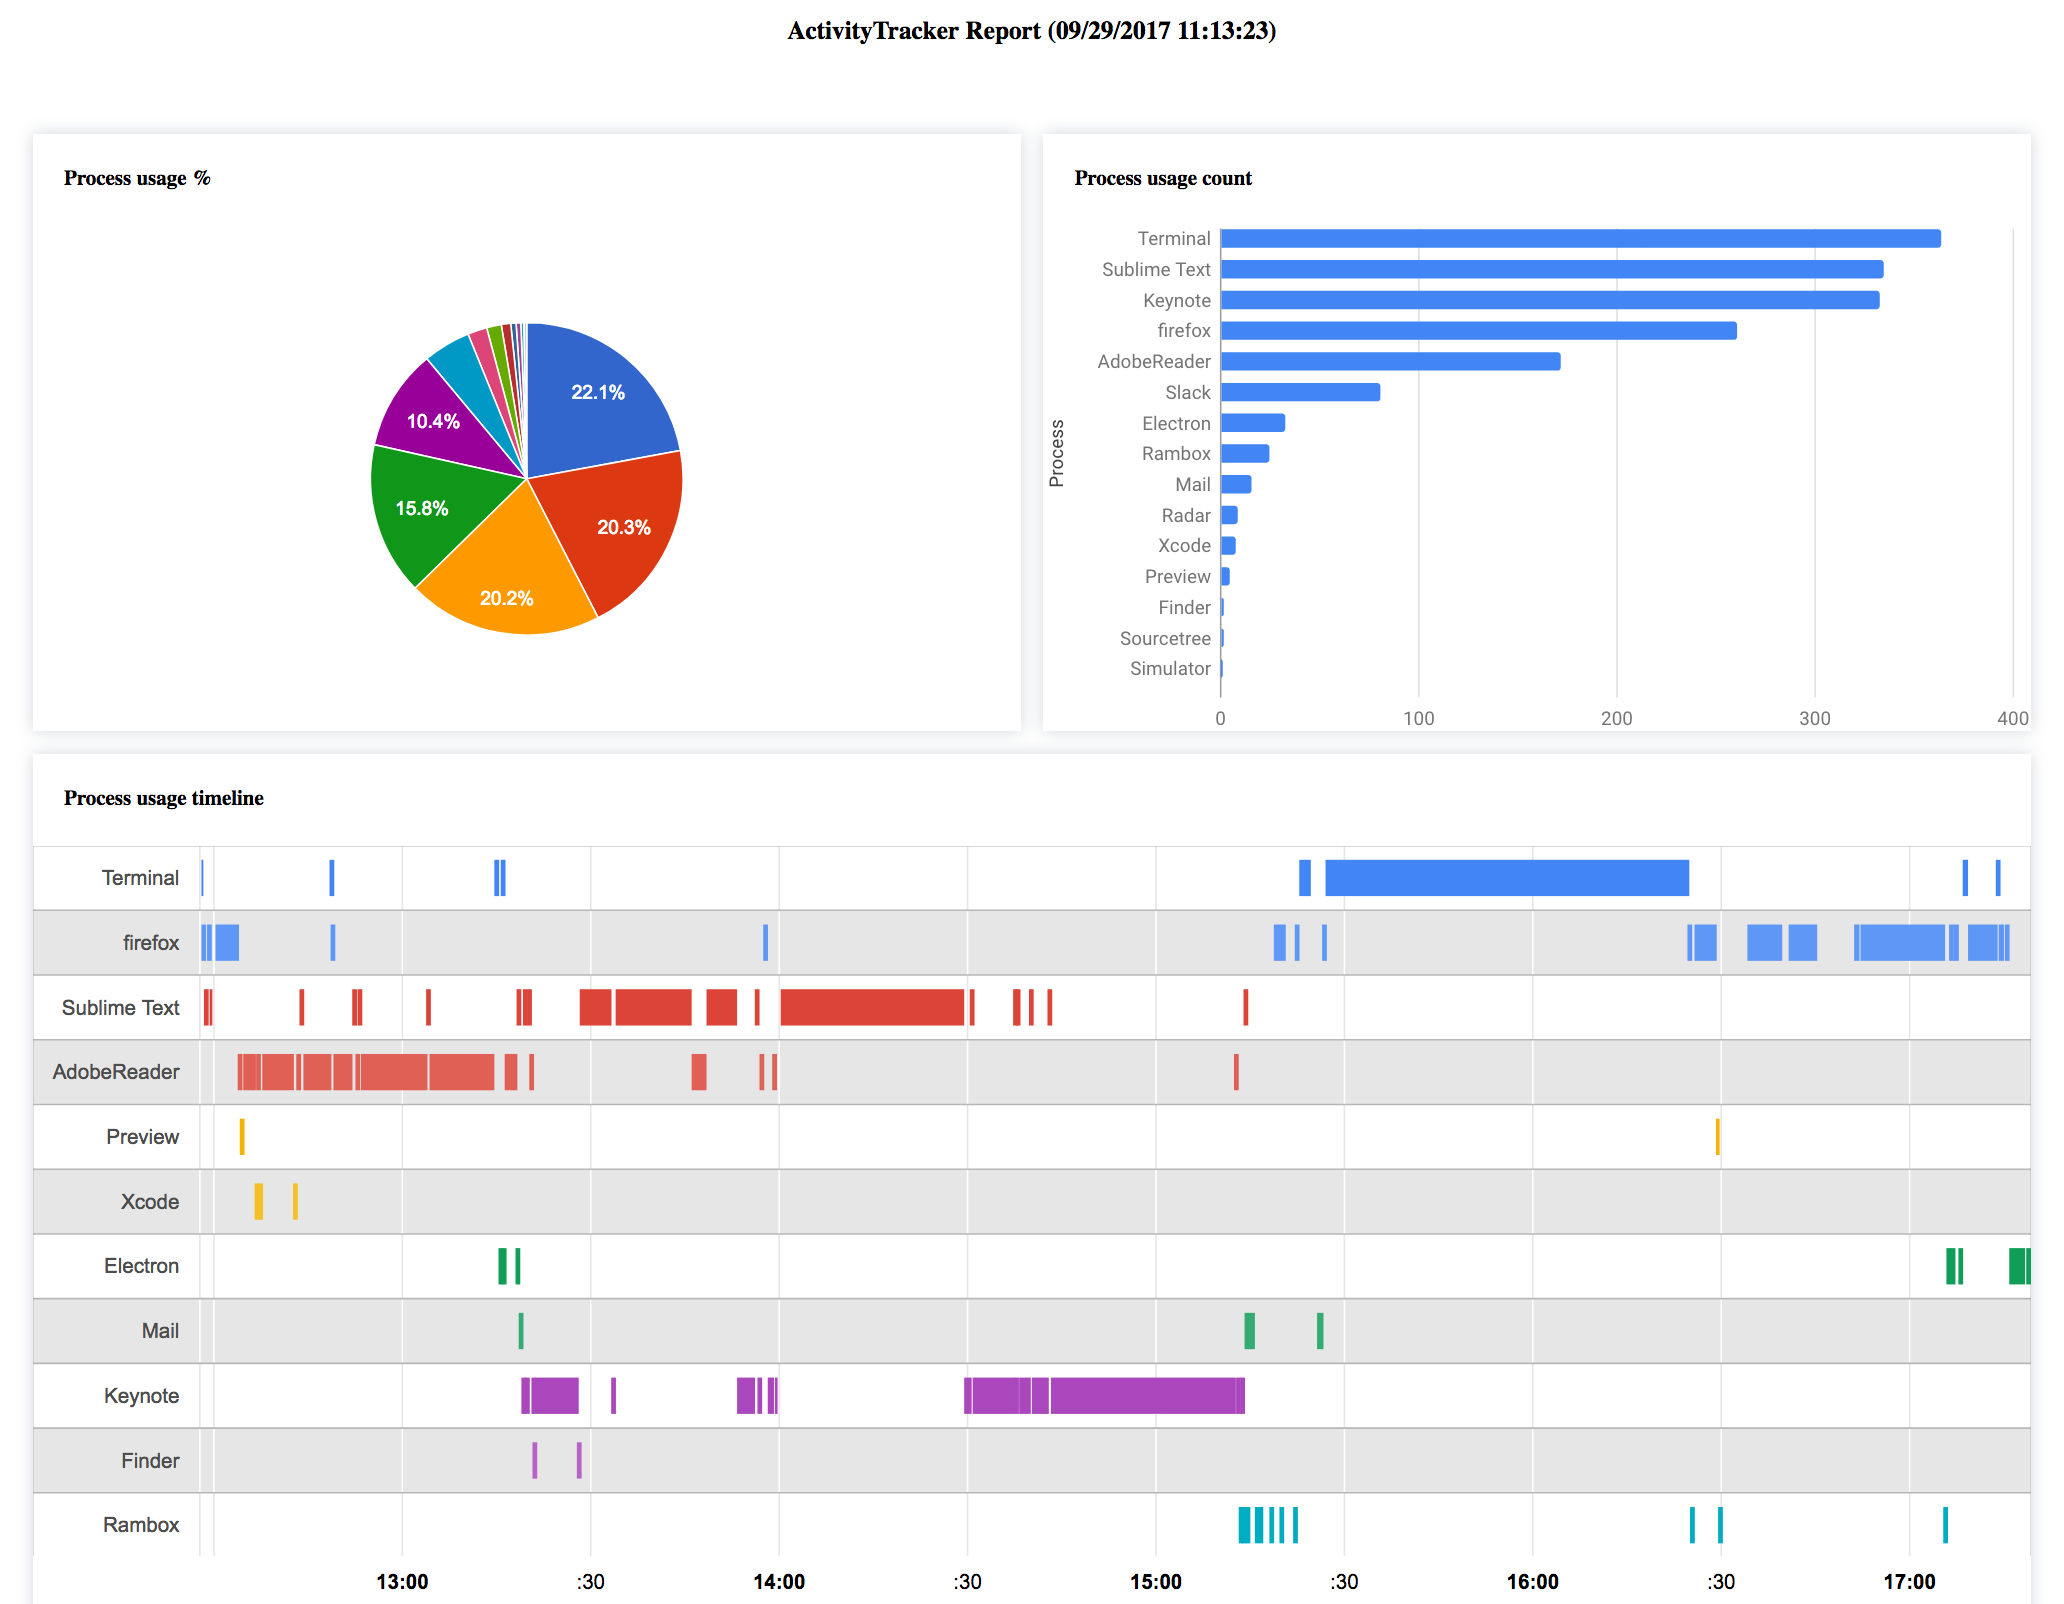 ActivityTracker Report (09/29/2017 11:13:23)
Process usage %
22.1%
10.4%
15.8%
20.3%
20.2%
Process usage count
Process
Terminal
Sublime Text
Keynote
firefox
AdobeReader
Slack
Electron
Rambox
Mail
Radar
Xcode
Preview
Finder
Sourcetree
Simulator
0 100 200 300 400
Process usage timeline
Terminal
firefox
Sublime Text
AdobeReader
Preview
Xcode
Electron
Mail
Keynote
Finder
Rambox
13:00 :30 14:00 :30 15:00 :30 16:00 :30 17:00